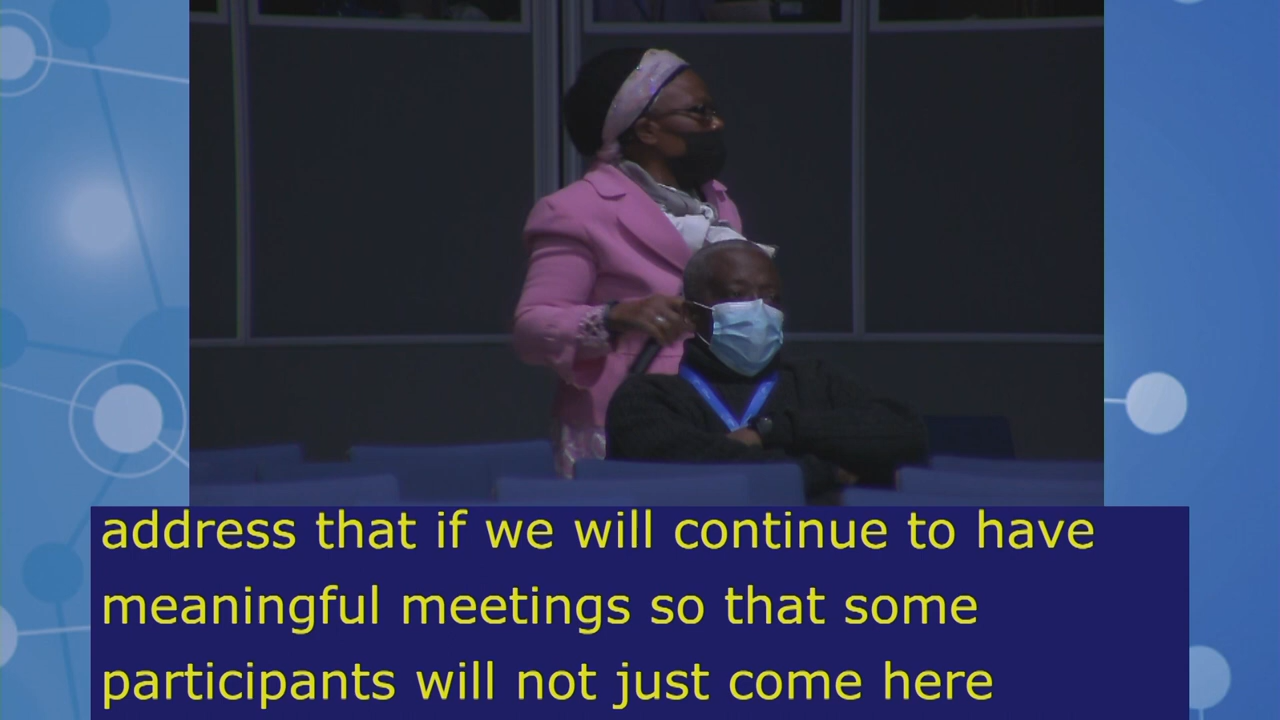 address that if we will continue to have
meaningful meetings so that some
participants will not just come here